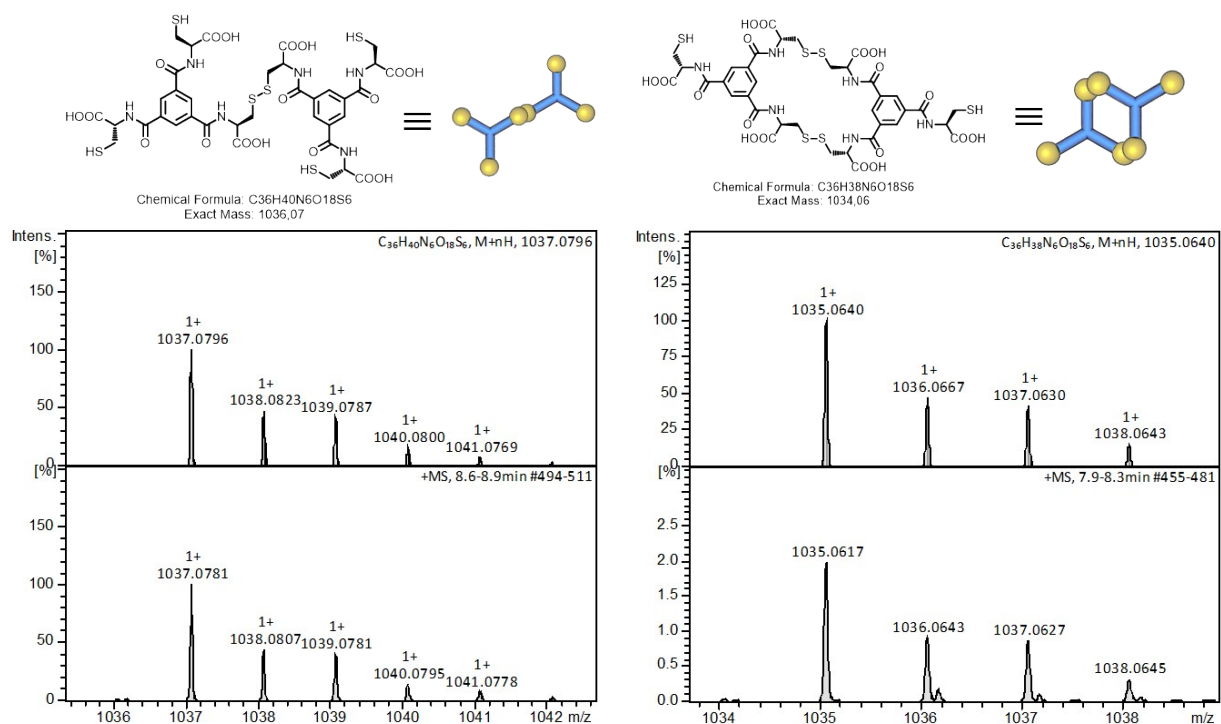 SH
COOH
O
NH
HOOC
H
N
O
SH
O
H
N
COOH
S
S
COOH
NH
O
SH
HN
COOH
O
O
NH
HS
COOH
Chemical Formula: C36H40N6O18S6
Exact Mass: 1036,07
HOOC
SH
O
NH
S
S
COOH
NH
HOOC
O
O
O
O
NH
SH
HN
COOH
HOOC
S
S
HN
O
COOH
Chemical Formula: C36H38N6O18S6
Exact Mass: 1034,06
Intens.
[%]
C36H40N6O18S6, M+nH, 1037.0796
150
100
50
0
1+
1037.0796
1+
1038.0823
1+
1039.0787
1+
1040.0800
1+
1041.0769
[%]
+MS, 8.6-8.9min #494-511
150
100
50
0
1+
1037.0781
1+
1038.0807
1+
1039.0781
1+
1040.0795
1+
1041.0778
1036 1037 1038 1039 1040 1041 1042 m/z
Intens.
[%]
C36H38N6O18S6, M+nH, 1035.0640
125
100
75
50
25
0
1+
1035.0640
1+
1036.0667
1+
1037.0630
1+
1038.0643
[%]
+MS, 7.9-8.3min #455-481
2.5
2.0
1.5
1.0
0.5
0.0
1035.0617
1036.0643
1037.0627
1038.0645
1034 1035 1036 1037 1038 m/z